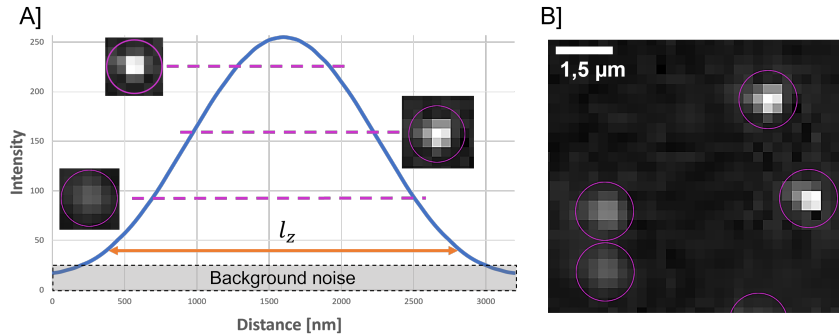 A]
Intensity
250
200
150
100
50
0
l_z
Background noise
0
500
1000
1500
2000
2500
3000
Distance [nm]
B]
1,5 µm